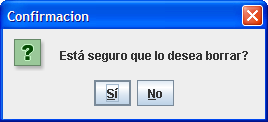 Confirmacion
Está seguro que lo desea borrar?
Sí
No